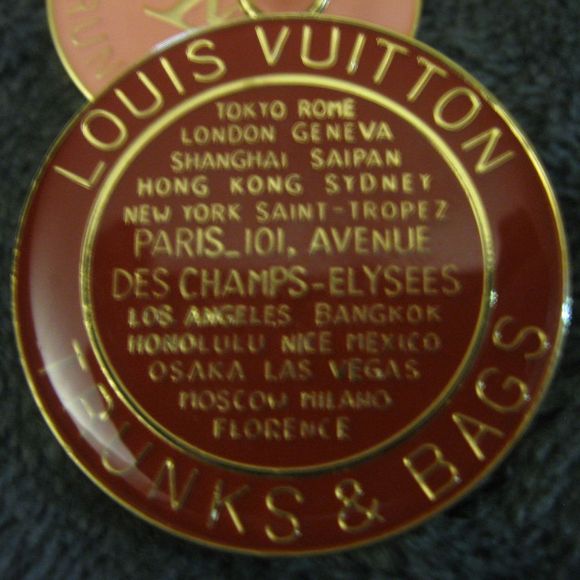 LOUIS VUITTON
TOKYO ROME
LONDON GENEVA
SHANGHAI SAIPAN
HONG KONG SYDNEY
NEW YORK SAINT-TROPEZ
PARIS_101, AVENUE
DES CHAMPS-ELYSEES
LOS ANGELES BANGKOK
HONOLULU NICE MEXICO
OSAKA LAS VEGAS
MOSCOW MILANO
FLORENCE
TRUNKS & BAGS